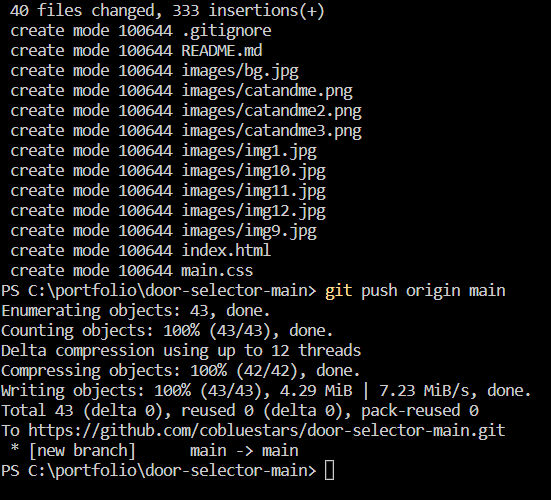 40 files changed, 333 insertions(+)
create mode 100644 .gitignore
create mode 100644 README.md
create mode 100644 images/bg.jpg
create mode 100644 images/catandme.png
create mode 100644 images/catandme2.png
create mode 100644 images/catandme3.png
create mode 100644 images/img1.jpg
create mode 100644 images/img10.jpg
create mode 100644 images/img11.jpg
create mode 100644 images/img12.jpg
create mode 100644 images/img9.jpg
create mode 100644 index.html
create mode 100644 main.css
PS C:\portfolio\door-selector-main> git push origin main
Enumerating objects: 43, done.
Counting objects: 100% (43/43), done.
Delta compression using up to 12 threads
Compressing objects: 100% (42/42), done.
Writing objects: 100% (43/43), 4.29 MiB | 7.23 MiB/s, done.
Total 43 (delta 0), reused 0 (delta 0), pack-reused 0
To https://github.com/cobluestars/door-selector-main.git
* [new branch]      main -> main
PS C:\portfolio\door-selector-main>